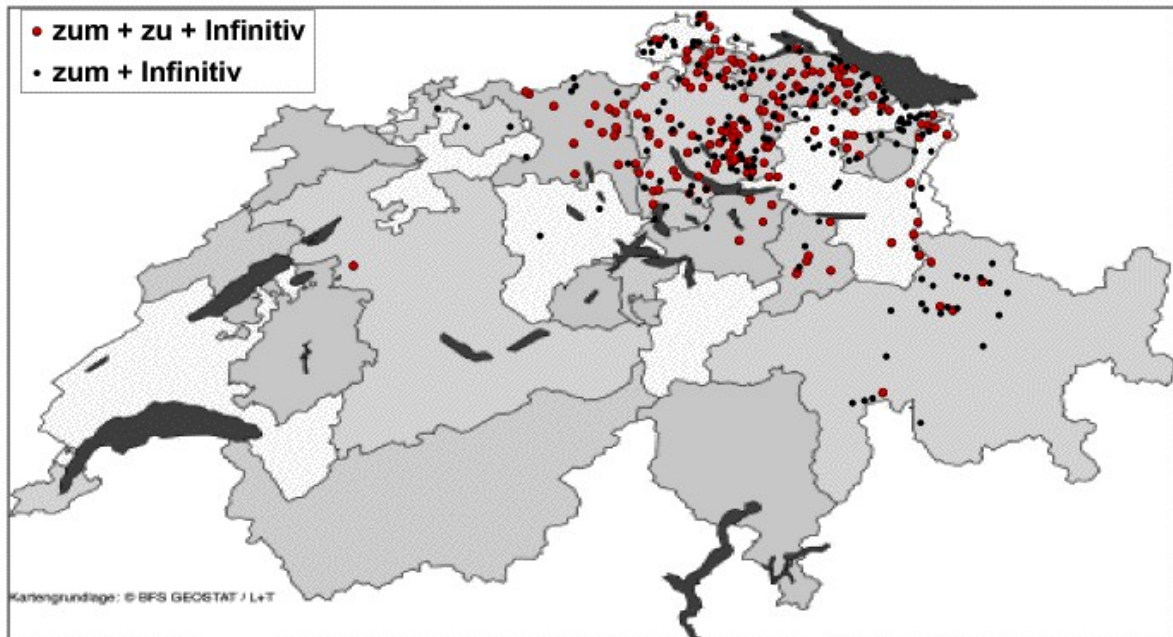 zum + zu + Infinitiv
zum + Infinitiv
Kartengrundlage: © BFS GEOSTAT / L+T